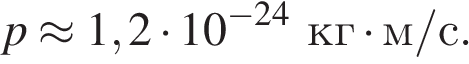 p ≈ 1,2 · 10⁻²⁴ кг · м/с.